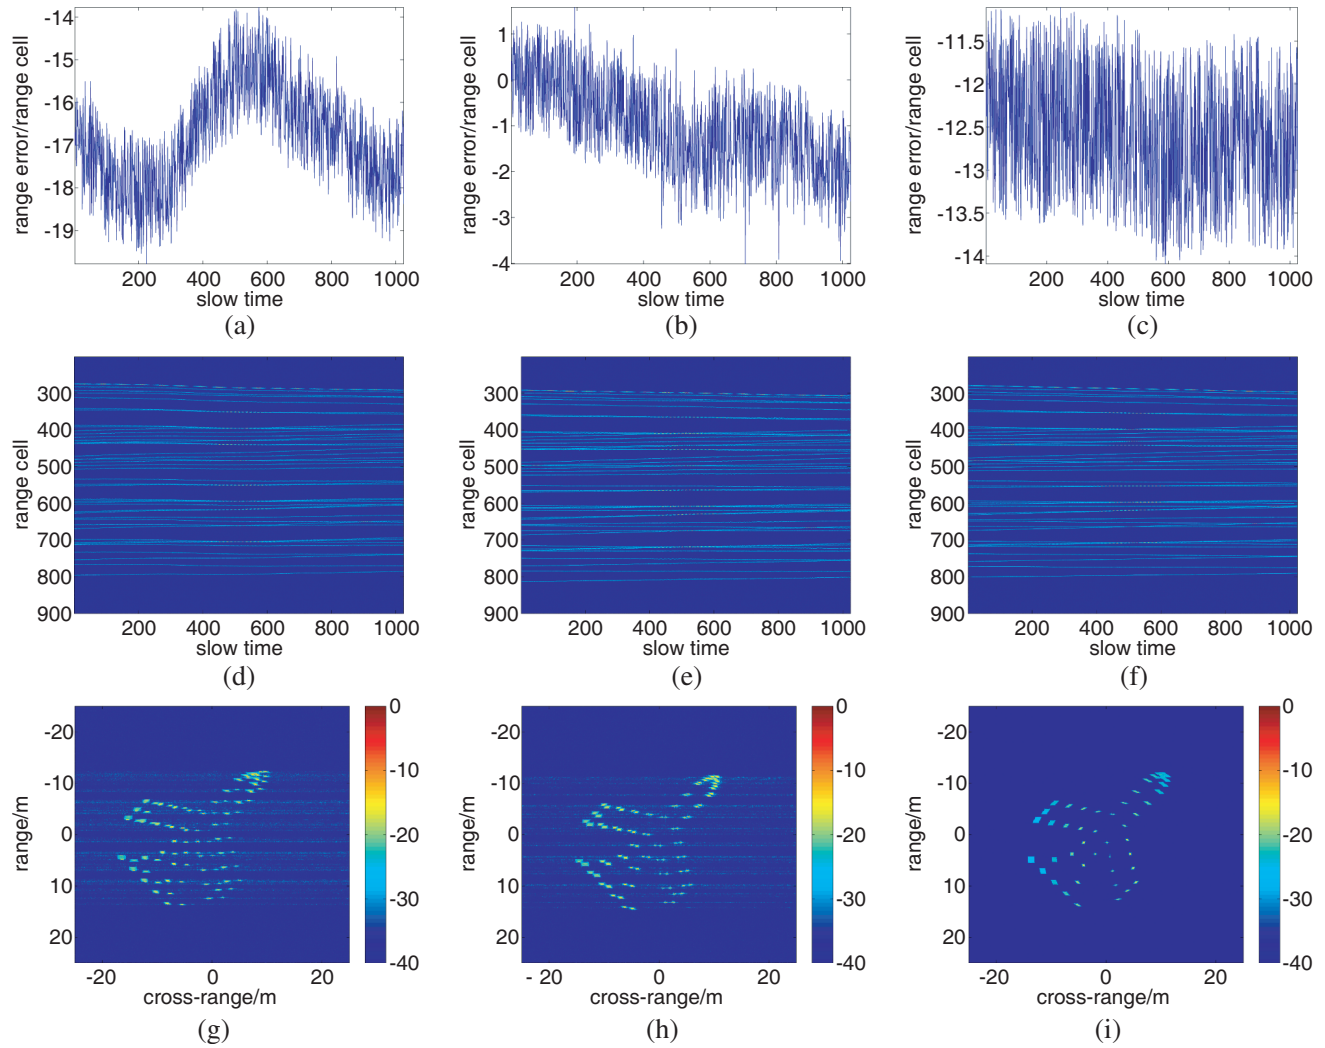 -14
-15
-16
-17
-18
-19
range error/range cell
200 400 600 800 1000
slow time
(a)
1
0
-1
-2
-3
-4
range error/range cell
200 400 600 800 1000
slow time
(b)
-11.5
-12
-12.5
-13
-13.5
-14
range error/range cell
200 400 600 800 1000
slow time
(c)
300
400
500
600
700
800
900
range cell
200 400 600 800 1000
slow time
(d)
300
400
500
600
700
800
900
range cell
200 400 600 800 1000
slow time
(e)
300
400
500
600
700
800
900
range cell
200 400 600 800 1000
slow time
(f)
-20
-10
0
10
20
range/m
-20 0 20
cross-range/m
0
-10
-20
-30
-40
(g)
-20
-10
0
10
20
range/m
-20 0 20
cross-range/m
0
-10
-20
-30
-40
(h)
-20
-10
0
10
20
range/m
-20 0 20
cross-range/m
0
-10
-20
-30
-40
(i)